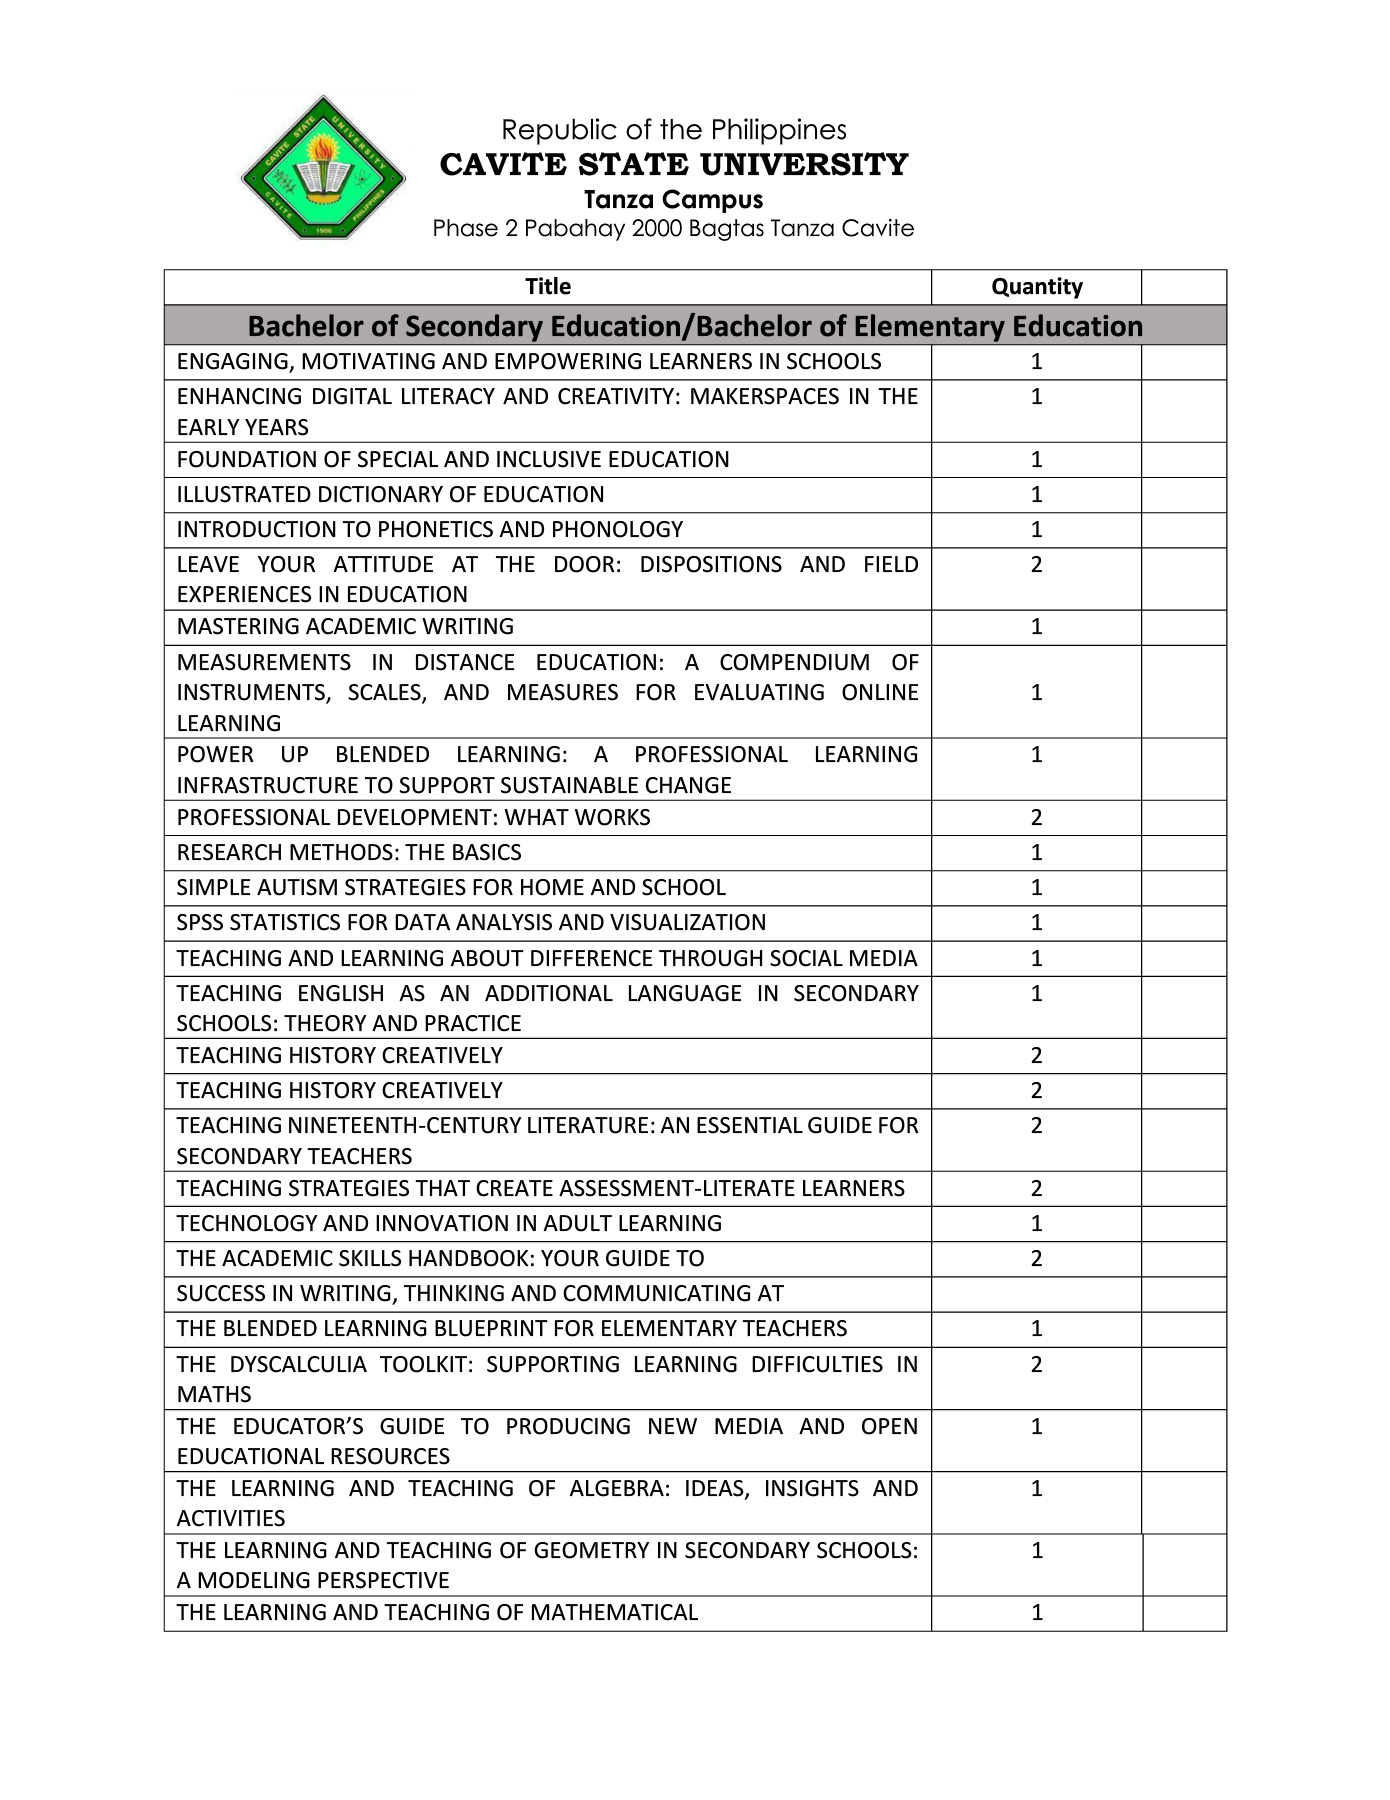 CAVITE STATE UNIVERSITY
CAVITE PHILIPPINES
1906
Republic of the Philippines
CAVITE STATE UNIVERSITY
Tanza Campus
Phase 2 Pabahay 2000 Bagtas Tanza Cavite
Title Quantity
Bachelor of Secondary Education/Bachelor of Elementary Education
ENGAGING, MOTIVATING AND EMPOWERING LEARNERS IN SCHOOLS 1
ENHANCING DIGITAL LITERACY AND CREATIVITY: MAKERSPACES IN THE 1
EARLY YEARS
FOUNDATION OF SPECIAL AND INCLUSIVE EDUCATION 1
ILLUSTRATED DICTIONARY OF EDUCATION 1
INTRODUCTION TO PHONETICS AND PHONOLOGY 1
LEAVE YOUR ATTITUDE AT THE DOOR: DISPOSITIONS AND FIELD 2
EXPERIENCES IN EDUCATION
MASTERING ACADEMIC WRITING 1
MEASUREMENTS IN DISTANCE EDUCATION: A COMPENDIUM OF
INSTRUMENTS, SCALES, AND MEASURES FOR EVALUATING ONLINE 1
LEARNING
POWER UP BLENDED LEARNING: A PROFESSIONAL LEARNING 1
INFRASTRUCTURE TO SUPPORT SUSTAINABLE CHANGE
PROFESSIONAL DEVELOPMENT: WHAT WORKS 2
RESEARCH METHODS: THE BASICS 1
SIMPLE AUTISM STRATEGIES FOR HOME AND SCHOOL 1
SPSS STATISTICS FOR DATA ANALYSIS AND VISUALIZATION 1
TEACHING AND LEARNING ABOUT DIFFERENCE THROUGH SOCIAL MEDIA 1
TEACHING ENGLISH AS AN ADDITIONAL LANGUAGE IN SECONDARY 1
SCHOOLS: THEORY AND PRACTICE
TEACHING HISTORY CREATIVELY 2
TEACHING HISTORY CREATIVELY 2
TEACHING NINETEENTH-CENTURY LITERATURE: AN ESSENTIAL GUIDE FOR 2
SECONDARY TEACHERS
TEACHING STRATEGIES THAT CREATE ASSESSMENT-LITERATE LEARNERS 2
TECHNOLOGY AND INNOVATION IN ADULT LEARNING 1
THE ACADEMIC SKILLS HANDBOOK: YOUR GUIDE TO 2
SUCCESS IN WRITING, THINKING AND COMMUNICATING AT
THE BLENDED LEARNING BLUEPRINT FOR ELEMENTARY TEACHERS 1
THE DYSCALCULIA TOOLKIT: SUPPORTING LEARNING DIFFICULTIES IN 2
MATHS
THE EDUCATOR’S GUIDE TO PRODUCING NEW MEDIA AND OPEN 1
EDUCATIONAL RESOURCES
THE LEARNING AND TEACHING OF ALGEBRA: IDEAS, INSIGHTS AND 1
ACTIVITIES
THE LEARNING AND TEACHING OF GEOMETRY IN SECONDARY SCHOOLS: 1
A MODELING PERSPECTIVE
THE LEARNING AND TEACHING OF MATHEMATICAL 1